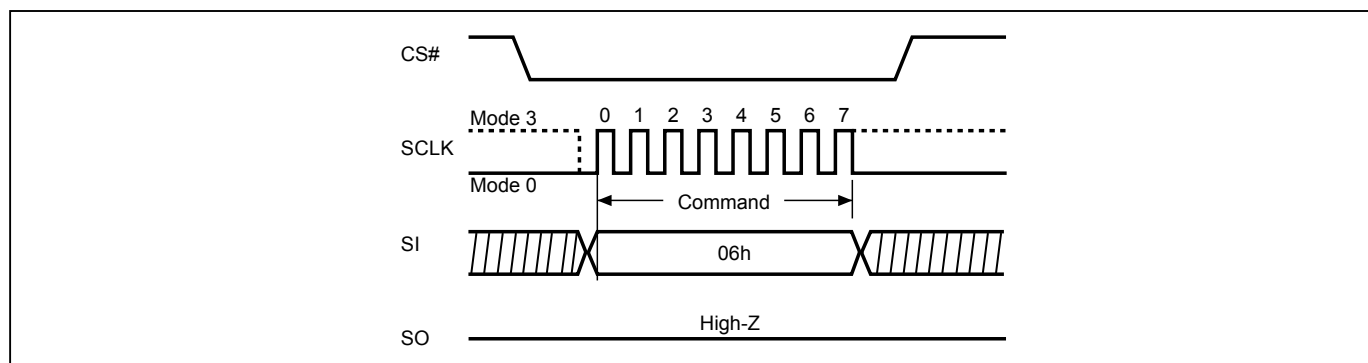 CS#
Mode 3
0 1 2 3 4 5 6 7
SCLK
Mode 0
Command
SI
06h
High-Z
SO